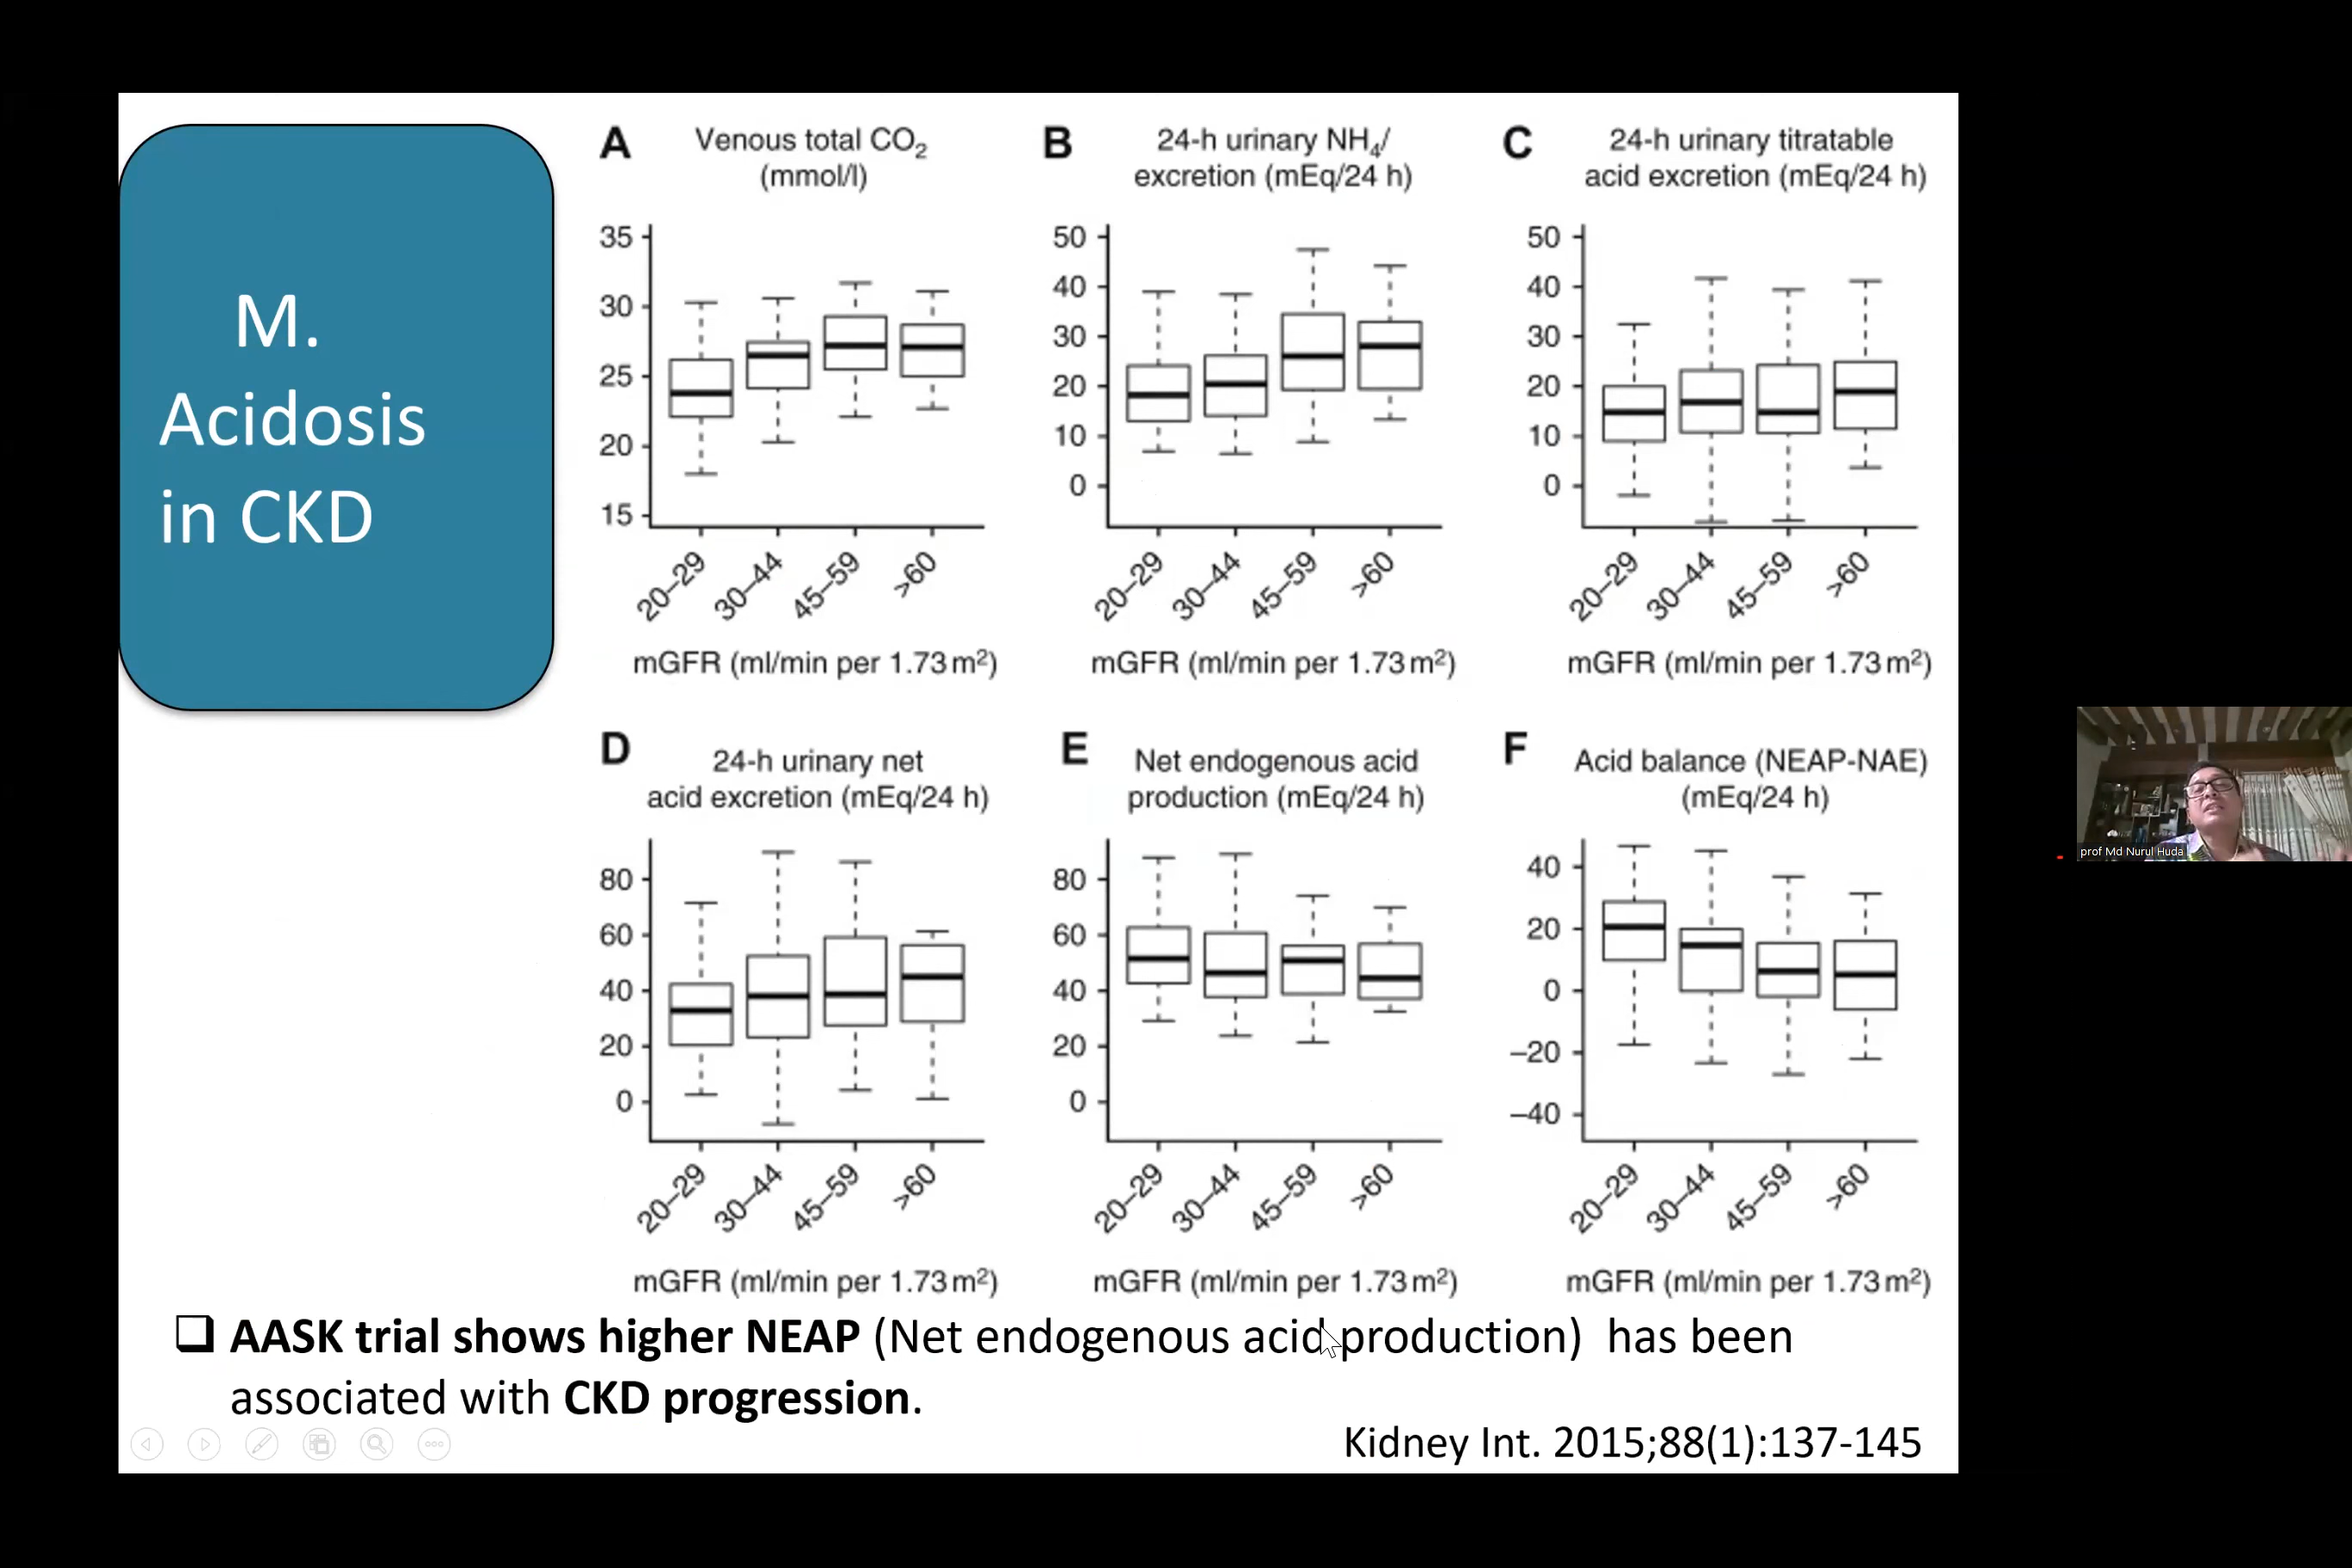 M.
Acidosis
in CKD
A
Venous total CO₂
(mmol/l)
35
30
25
20
15
20–29
30–44
45–59
>60
mGFR (ml/min per 1.73 m²)
B
24-h urinary NH₄/
excretion (mEq/24 h)
50
40
30
20
10
0
20–29
30–44
45–59
>60
mGFR (ml/min per 1.73 m²)
C
24-h urinary titratable
acid excretion (mEq/24 h)
50
40
30
20
10
0
20–29
30–44
45–59
>60
mGFR (ml/min per 1.73 m²)
D
24-h urinary net
acid excretion (mEq/24 h)
80
60
40
20
0
20–29
30–44
45–59
>60
mGFR (ml/min per 1.73 m²)
E
Net endogenous acid
production (mEq/24 h)
80
60
40
20
0
20–29
30–44
45–59
>60
mGFR (ml/min per 1.73 m²)
F
Acid balance (NEAP-NAE)
(mEq/24 h)
40
20
0
–20
–40
20–29
30–44
45–59
>60
mGFR (ml/min per 1.73 m²)
AASK trial shows higher NEAP (Net endogenous acid production) has been
associated with CKD progression.
Kidney Int. 2015;88(1):137-145
prof Md Nurul Huda